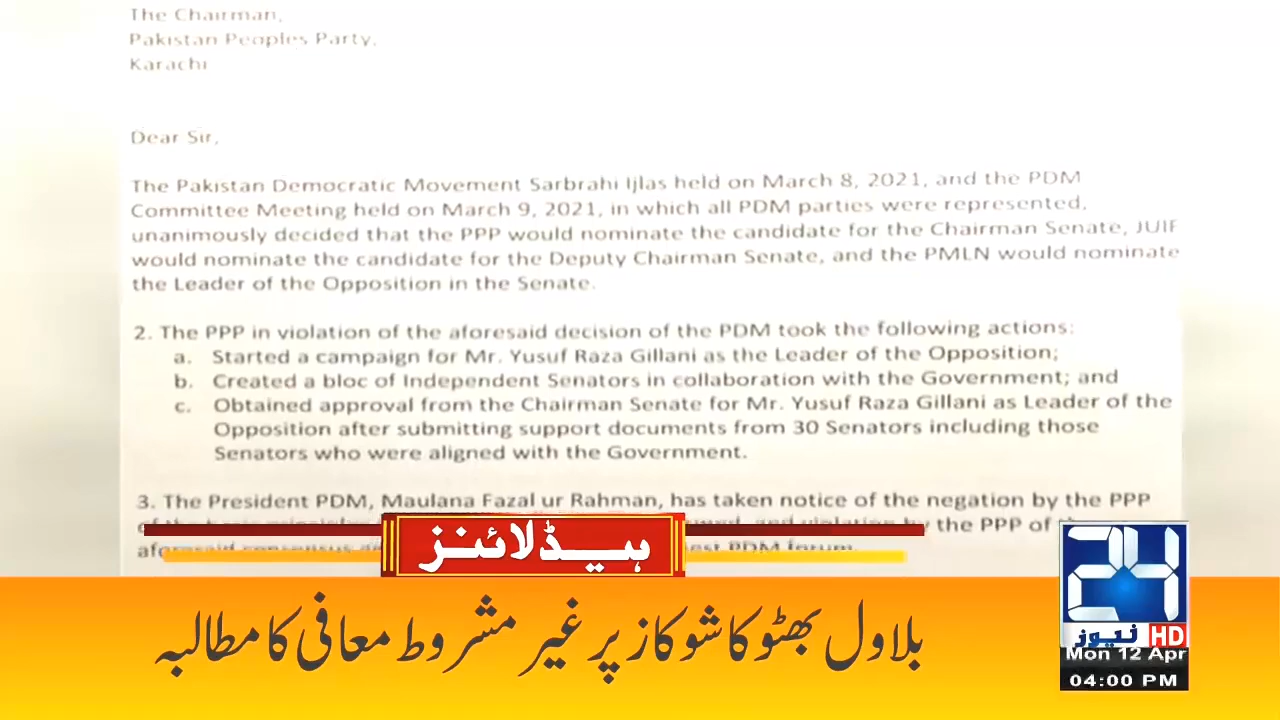 The Chairman,
Pakistan Peoples Party,
Karachi
Dear Sir,
The Pakistan Democratic Movement Sarbrahi Ijlas held on March 8, 2021, and the PDM
Committee Meeting held on March 9, 2021, in which all PDM parties were represented,
unanimously decided that the PPP would nominate the candidate for the Chairman Senate, JUIF
would nominate the candidate for the Deputy Chairman Senate, and the PMLN would nominate
the Leader of the Opposition in the Senate.
2. The PPP in violation of the aforesaid decision of the PDM took the following actions:
a. Started a campaign for Mr. Yusuf Raza Gillani as the Leader of the Opposition;
b. Created a bloc of Independent Senators in collaboration with the Government; and
c. Obtained approval from the Chairman Senate for Mr. Yusuf Raza Gillani as Leader of the
Opposition after submitting support documents from 30 Senators including those
Senators who were aligned with the Government.
3. The President PDM, Maulana Fazal ur Rahman, has taken notice of the negation by the PPP
the PPP of
PDM forum.
ہیڈلائنز
بلاول بھٹو کا شوکاز پر غیر مشروط معافی کا مطالبہ
24
نیوز HD
Mon 12 Apr
04:00 PM